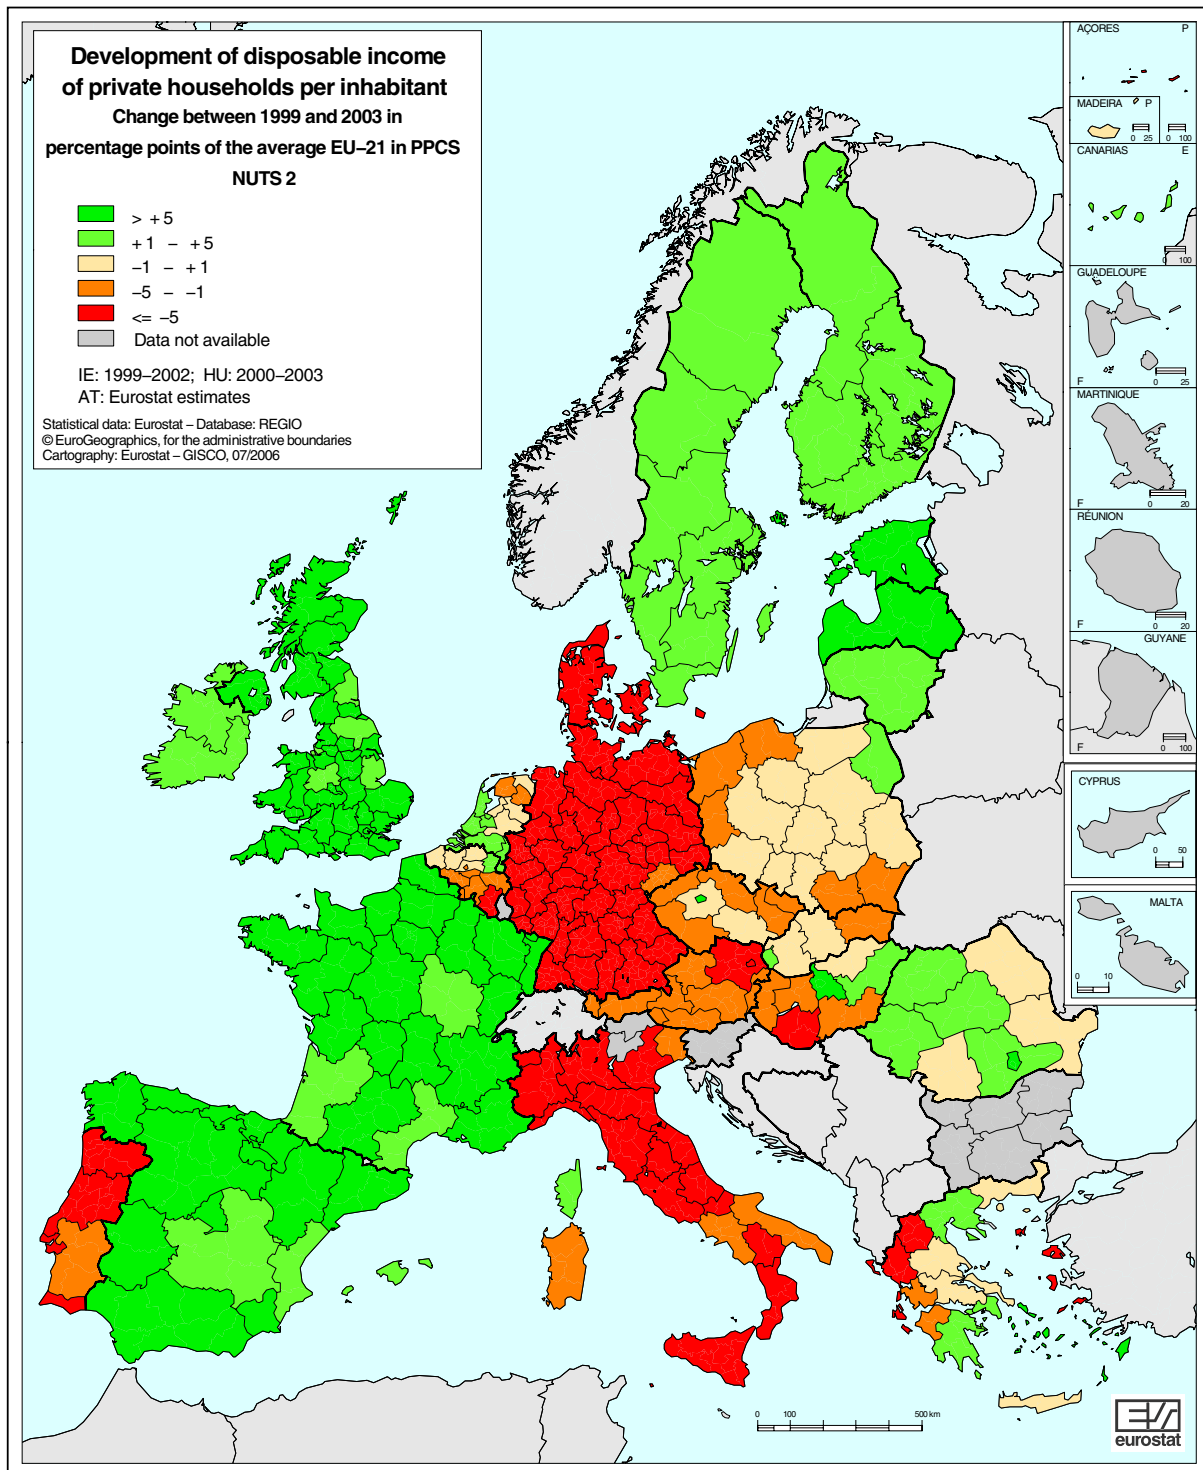 Development of disposable income
of private households per inhabitant
Change between 1999 and 2003 in
percentage points of the average EU–21 in PPCS
NUTS 2
> + 5
+ 1 – + 5
–1 – + 1
–5 – –1
<= –5
Data not available
IE: 1999–2002; HU: 2000–2003
AT: Eurostat estimates
Statistical data: Eurostat – Database: REGIO
© EuroGeographics, for the administrative boundaries
Cartography: Eurostat – GISCO, 07/2006
AÇORES P
MADEIRA P
0 25
0 100
CANARIAS E
0 100
GUADELOUPE
F
0 25
MARTINIQUE
F
0 20
RÉUNION
F
0 20
GUYANE
F
0 100
CYPRUS
0 50
MALTA
0 10
0 100 500 km
eurostat